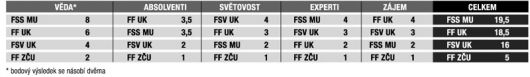 VĚDA* ABSOLVENTI SVĚTOVOST EXPERTI ZÁJEM CELKEM
FSS MU 8 FF UK 3,5 FSV UK 4 FSS MU 4 FF UK 4 FSS MU 19,5
FF UK 6 FSS MU 3,5 FF UK 3 FSV UK 3 FSV UK 3 FF UK 18,5
FSV UK 4 FSV UK 2 FSS MU 2 FF UK 2 FSS MU 2 FSV UK 16
FF ZČU 2 FF ZČU 1 FF ZČU 1 FF ZČU 1 FF ZČU 1 FF ZČU 5
* bodový výsledek se násobí dvěma